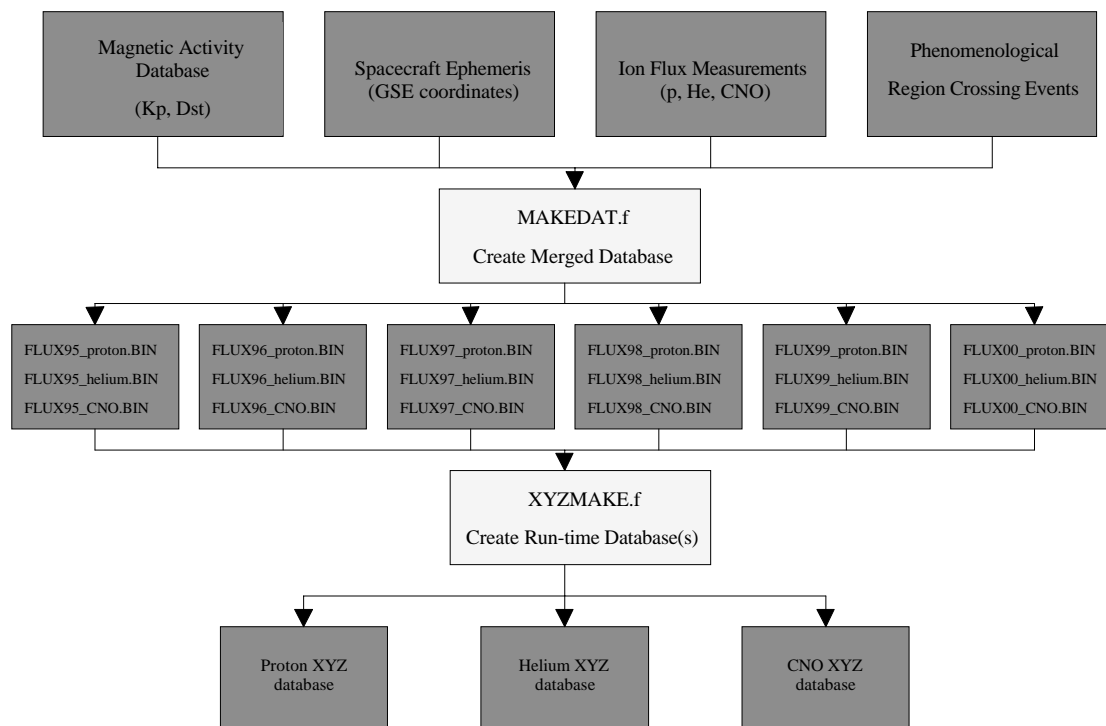 Magnetic Activity
Database
(Kp, Dst)
Spacecraft Ephemeris
(GSE coordinates)
Ion Flux Measurements
(p, He, CNO)
Phenomenological
Region Crossing Events
MAKEDAT.f
Create Merged Database
FLUX95_proton.BIN
FLUX95_helium.BIN
FLUX95_CNO.BIN
FLUX96_proton.BIN
FLUX96_helium.BIN
FLUX96_CNO.BIN
FLUX97_proton.BIN
FLUX97_helium.BIN
FLUX97_CNO.BIN
FLUX98_proton.BIN
FLUX98_helium.BIN
FLUX98_CNO.BIN
FLUX99_proton.BIN
FLUX99_helium.BIN
FLUX99_CNO.BIN
FLUX00_proton.BIN
FLUX00_helium.BIN
FLUX00_CNO.BIN
XYZMAKE.f
Create Run-time Database(s)
Proton XYZ
database
Helium XYZ
database
CNO XYZ
database